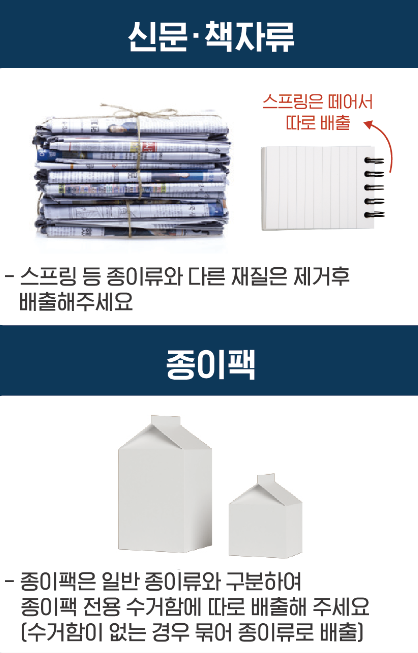 신문·책자류
스프링은 떼어서
따로 배출
- 스프링 등 종이류와 다른 재질은 제거후
배출해주세요
종이팩
- 종이팩은 일반 종이류와 구분하여
종이팩 전용 수거함에 따로 배출해 주세요
(수거함이 없는 경우 묶어 종이류로 배출)